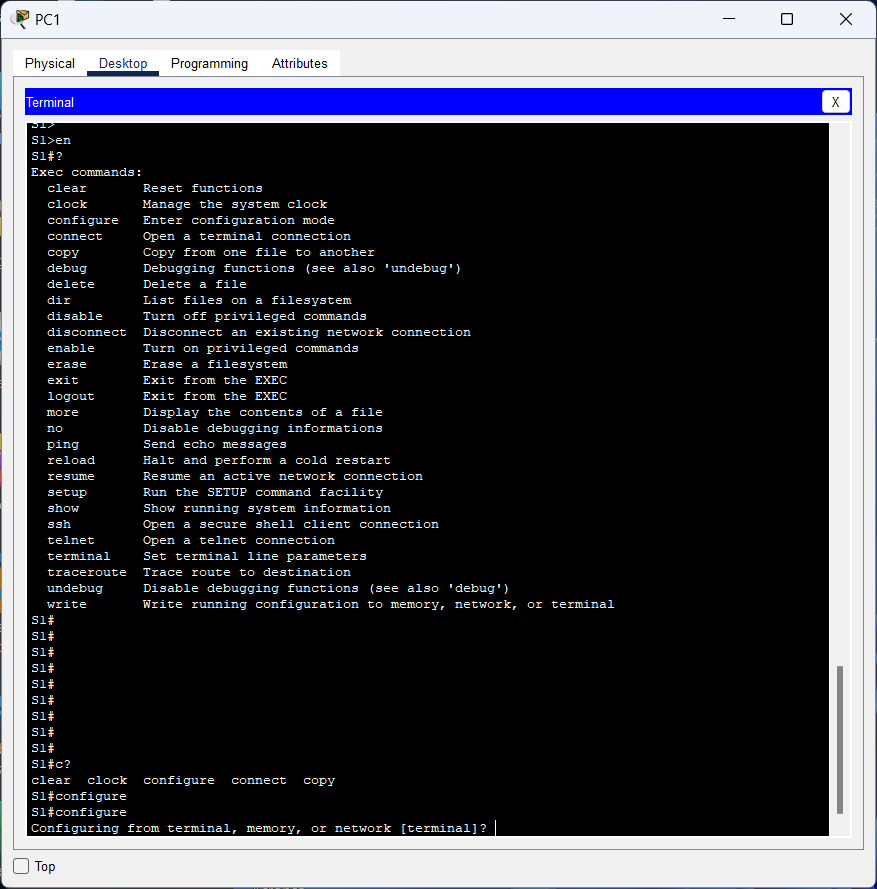 PC1
Physical Desktop Programming Attributes
Terminal X
S1>
S1>en
S1#?
Exec commands:
  clear       Reset functions
  clock       Manage the system clock
  configure   Enter configuration mode
  connect     Open a terminal connection
  copy        Copy from one file to another
  debug       Debugging functions (see also 'undebug')
  delete      Delete a file
  dir         List files on a filesystem
  disable     Turn off privileged commands
  disconnect  Disconnect an existing network connection
  enable      Turn on privileged commands
  erase       Erase a filesystem
  exit        Exit from the EXEC
  logout      Exit from the EXEC
  more        Display the contents of a file
  no          Disable debugging informations
  ping        Send echo messages
  reload      Halt and perform a cold restart
  resume      Resume an active network connection
  setup       Run the SETUP command facility
  show        Show running system information
  ssh         Open a secure shell client connection
  telnet      Open a telnet connection
  terminal    Set terminal line parameters
  traceroute  Trace route to destination
  undebug     Disable debugging functions (see also 'debug')
  write       Write running configuration to memory, network, or terminal
S1#
S1#
S1#
S1#
S1#
S1#
S1#
S1#
S1#
S1#c?
clear  clock  configure  connect  copy
S1#configure
S1#configure
Configuring from terminal, memory, or network [terminal]?
Top